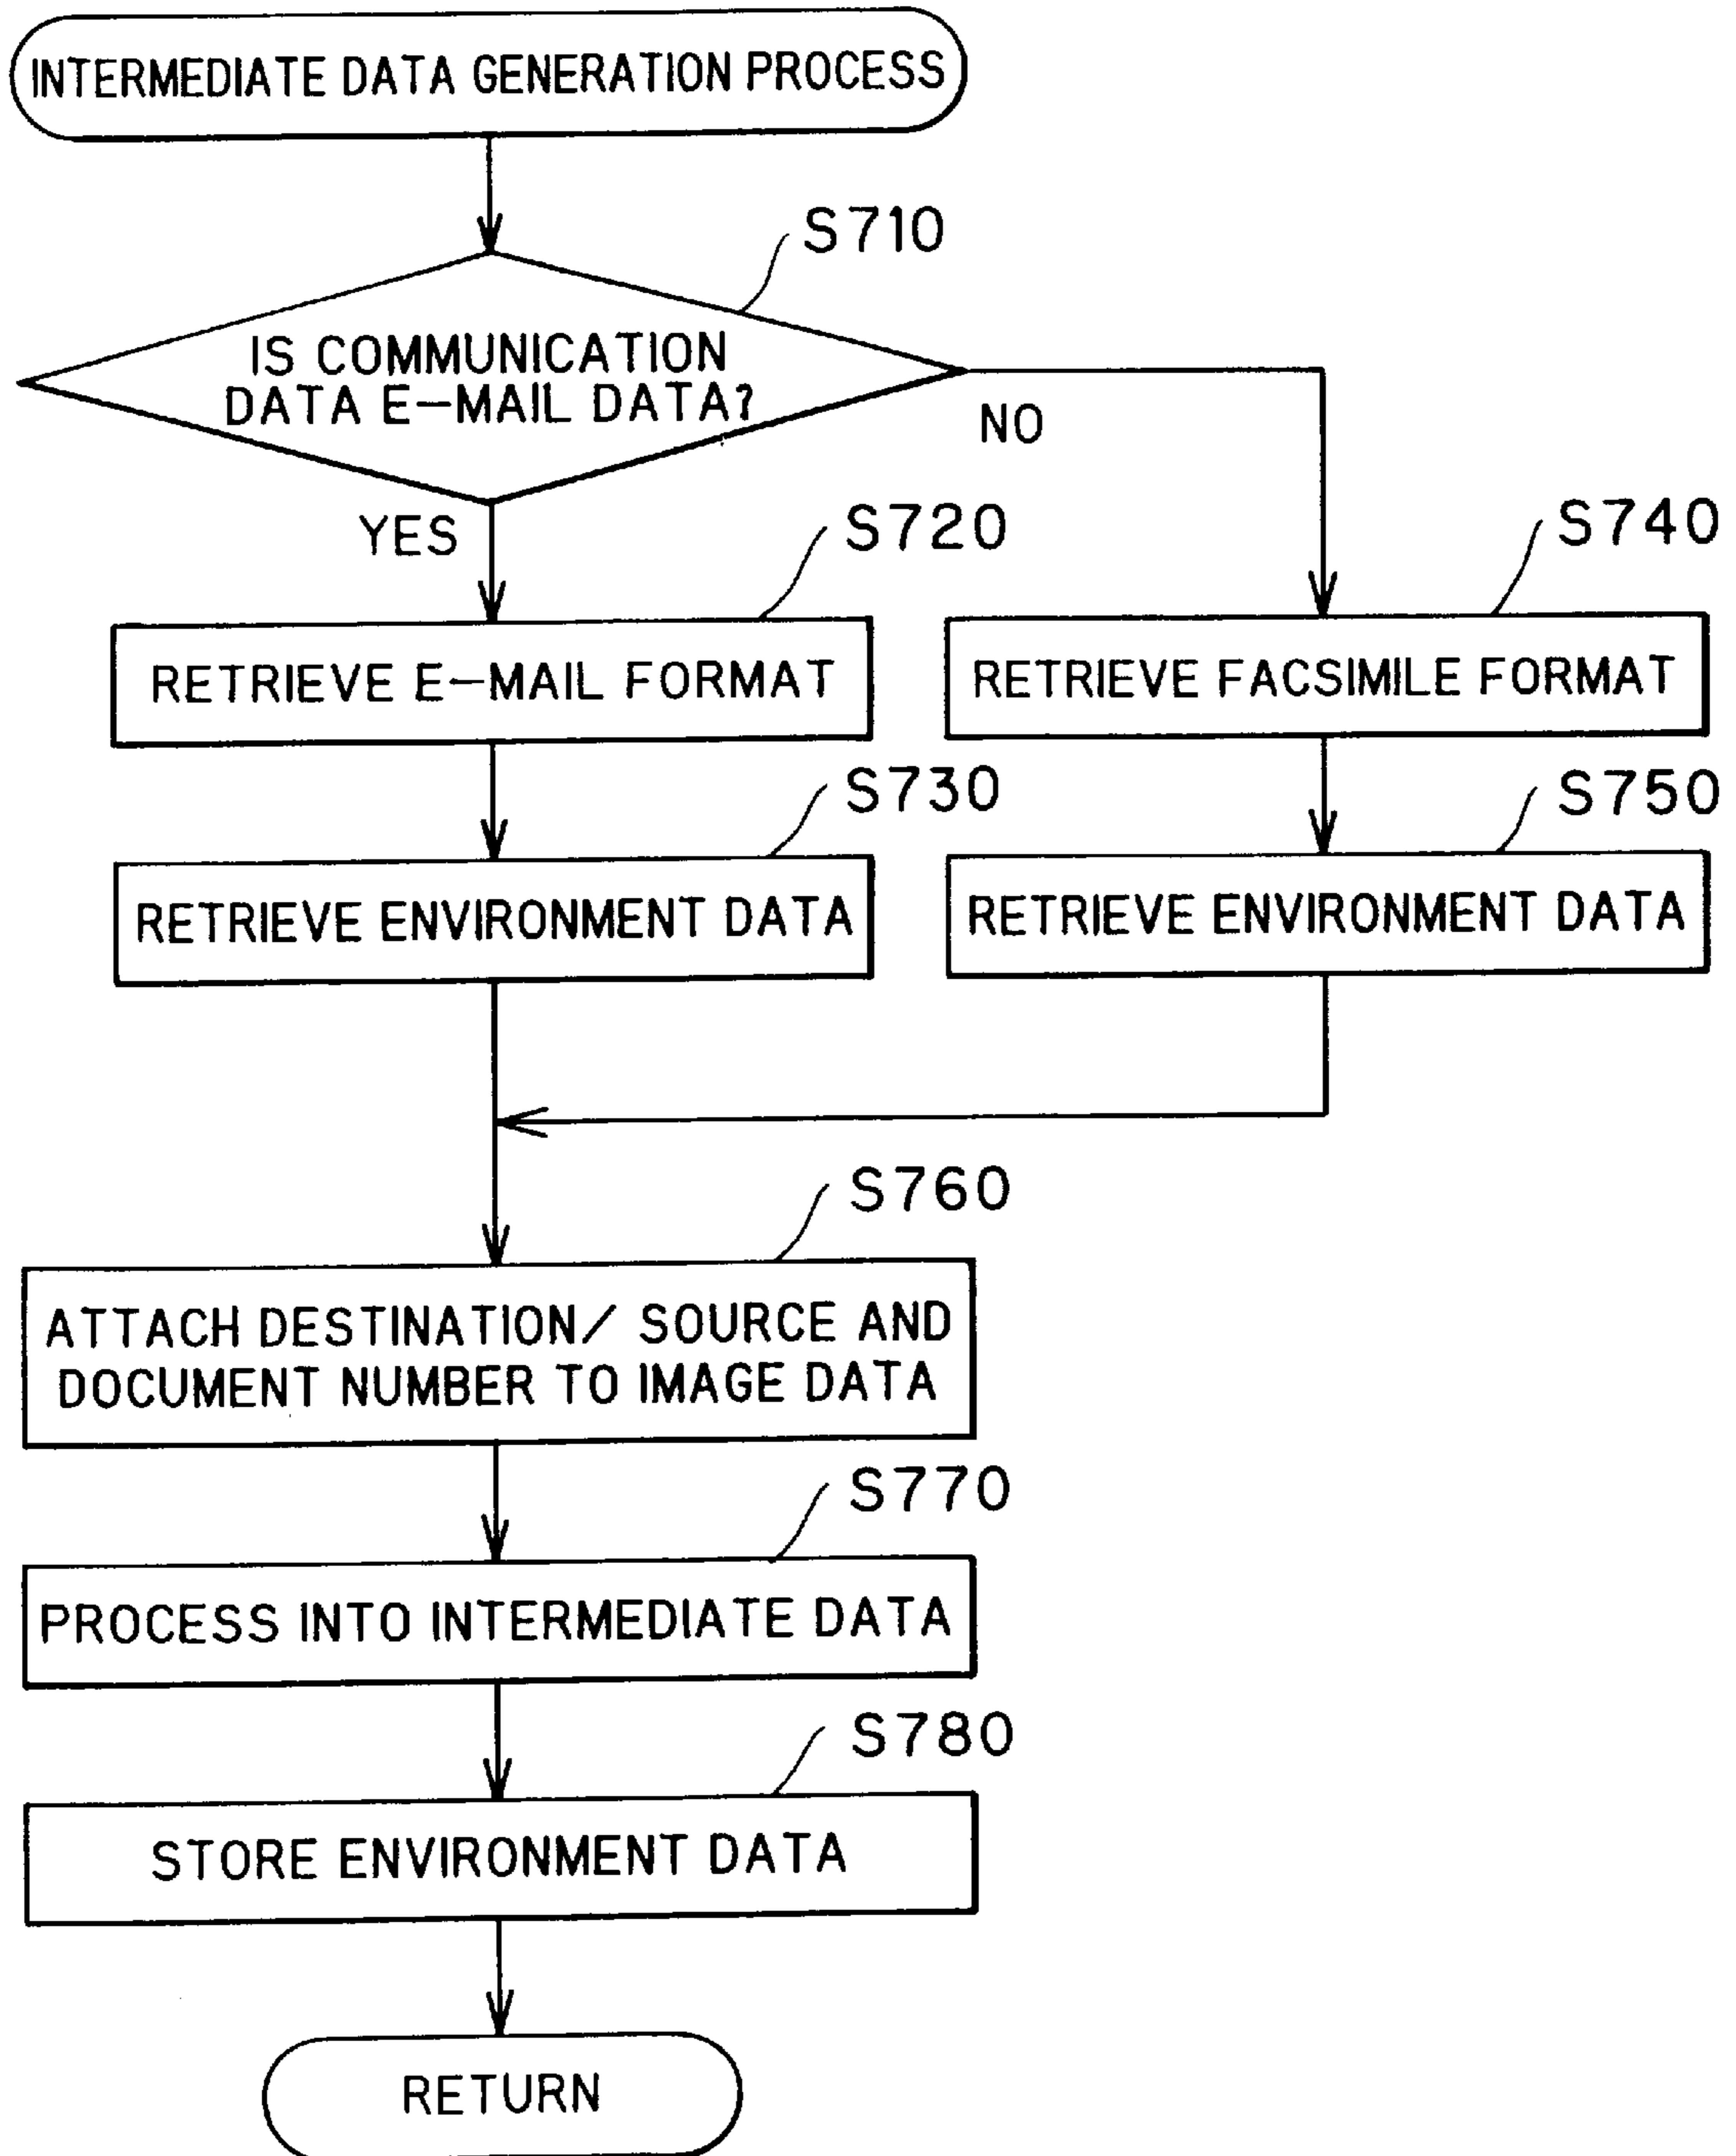 INTERMEDIATE DATA GENERATION PROCESS
S710
IS COMMUNICATION
DATA E-MAIL DATA?
NO
YES
S720
S740
RETRIEVE E-MAIL FORMAT
RETRIEVE FACSIMILE FORMAT
S730
S750
RETRIEVE ENVIRONMENT DATA
RETRIEVE ENVIRONMENT DATA
S760
ATTACH DESTINATION/ SOURCE AND
DOCUMENT NUMBER TO IMAGE DATA
S770
PROCESS INTO INTERMEDIATE DATA
S780
STORE ENVIRONMENT DATA
RETURN